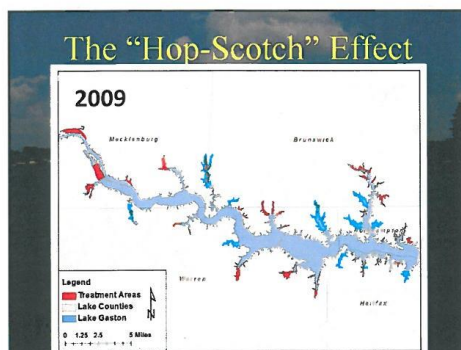 The “Hop-Scotch” Effect
2009
Mecklenburg
Brunswick
Warren
Halifax
Legend
Treatment Areas
Lake Counties
Lake Gaston
N
0 1.25 2.5 5 Miles